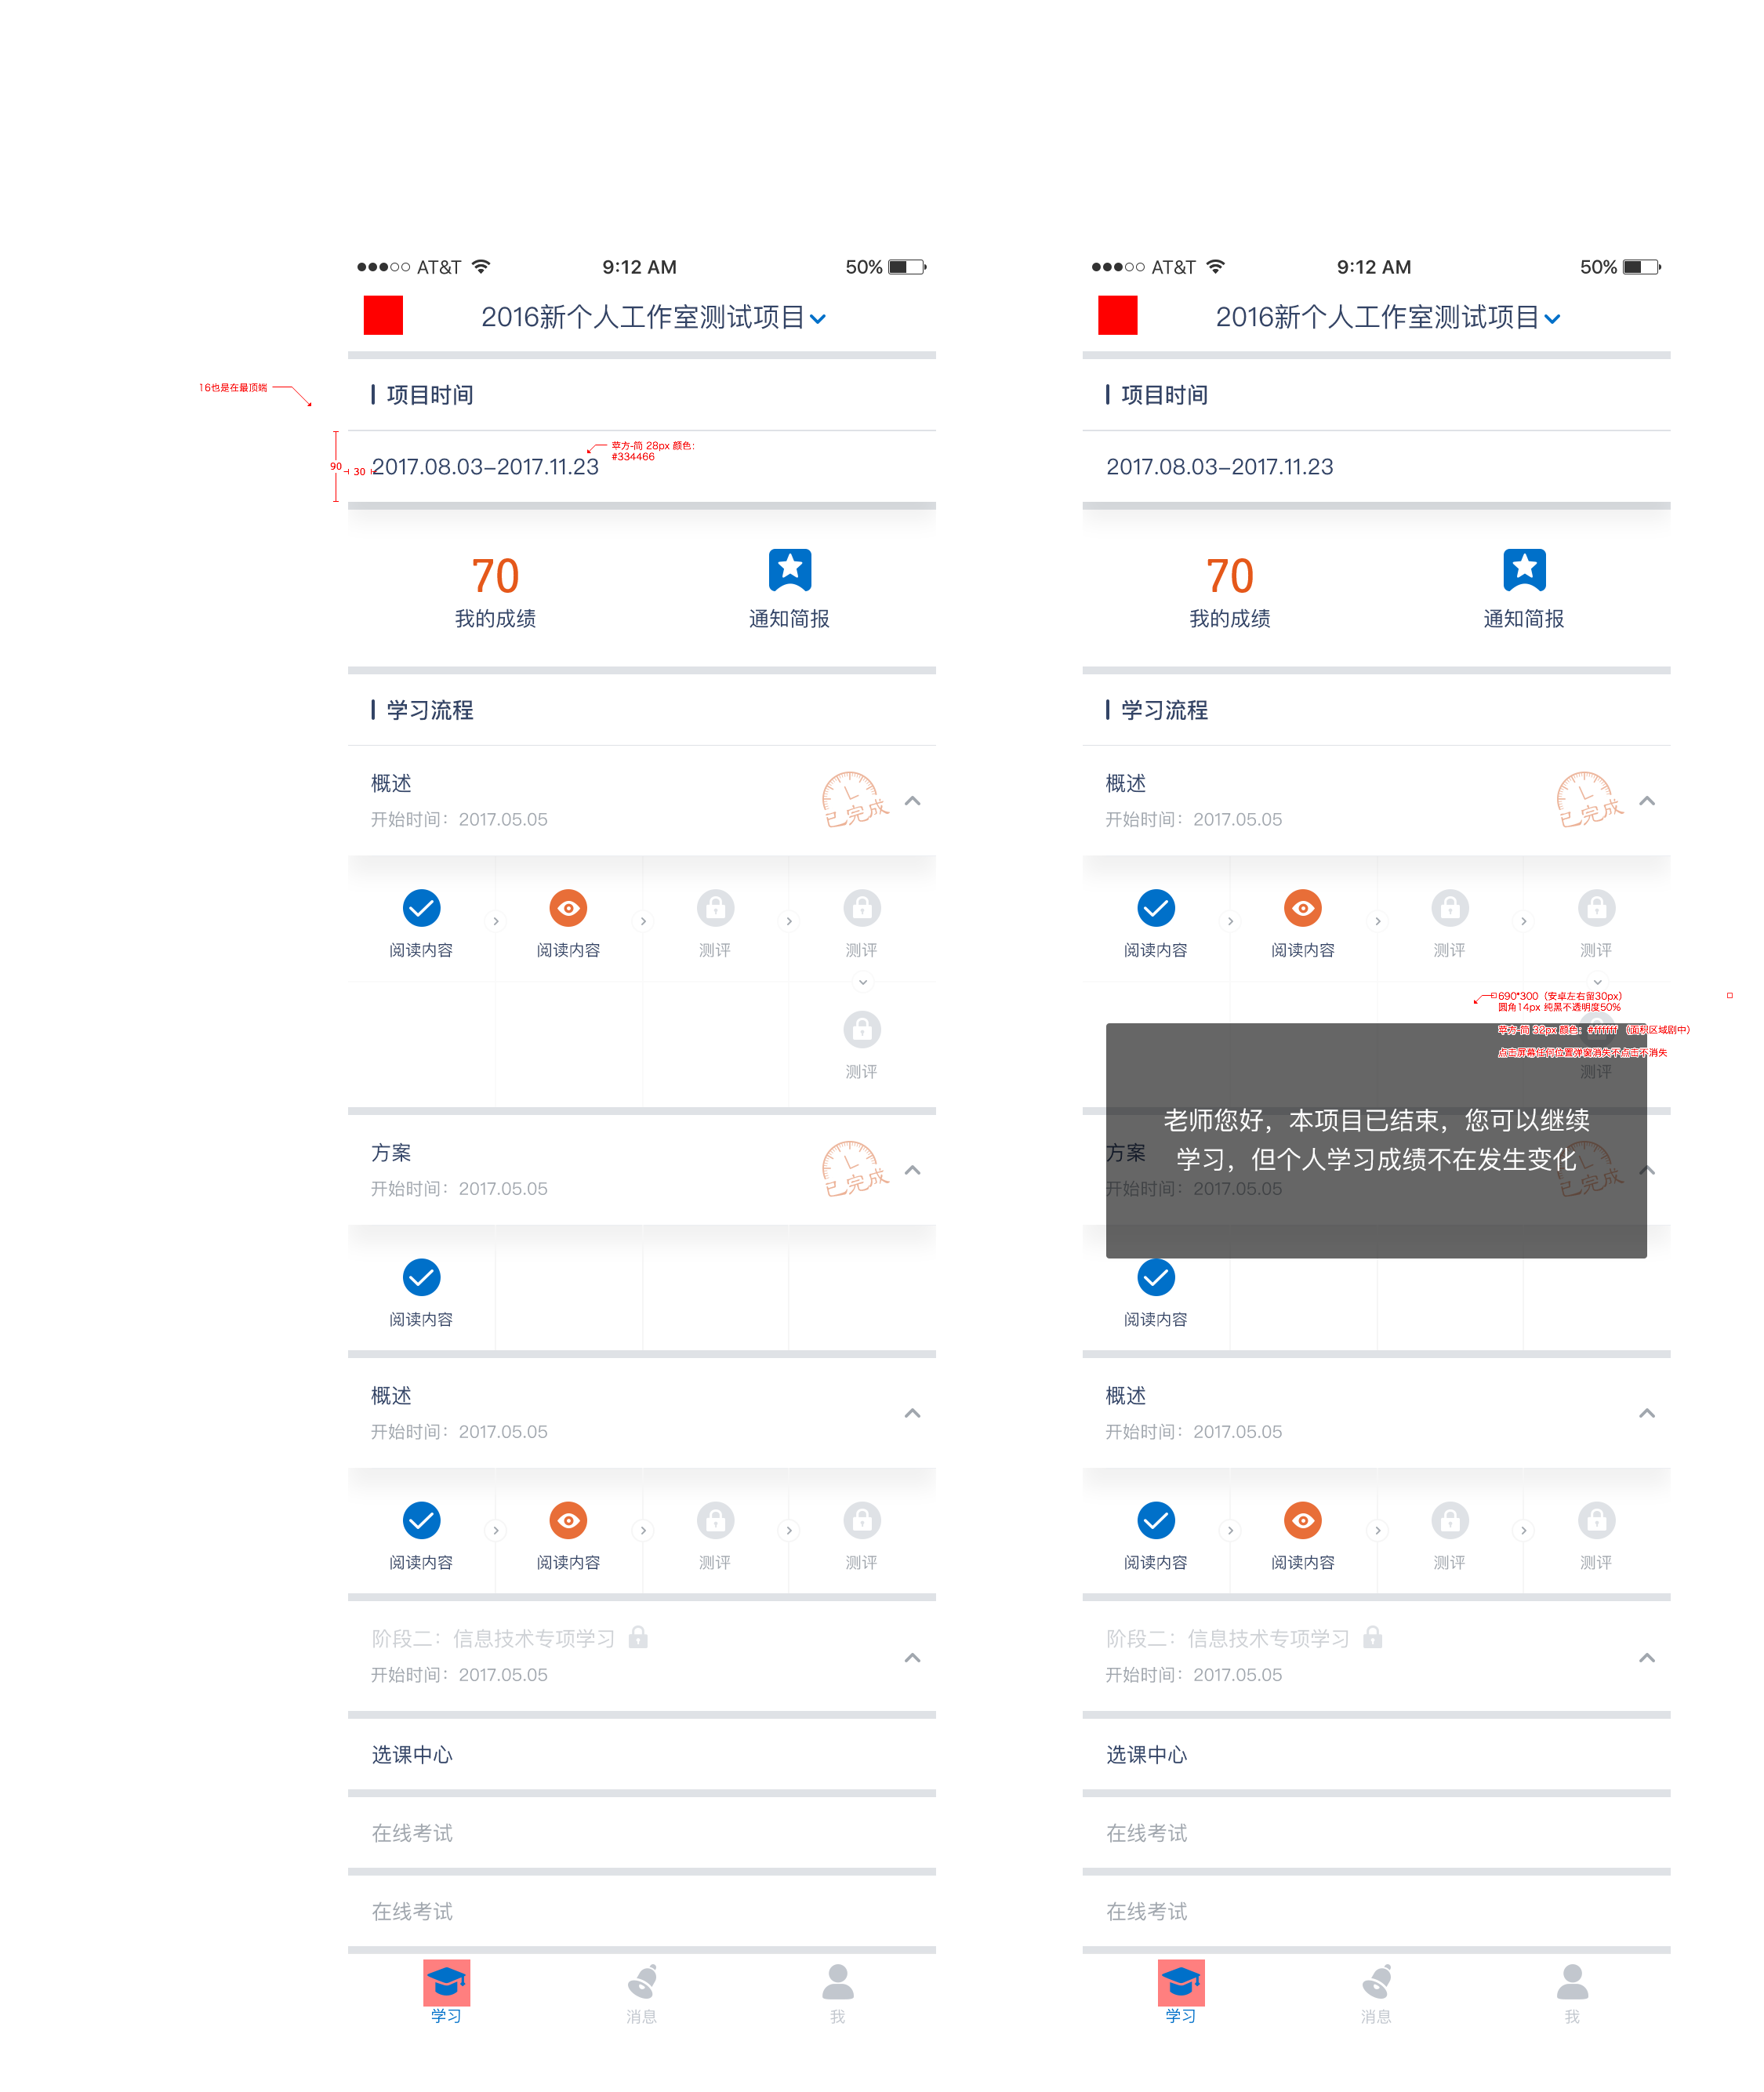 AT&T 9:12 AM 50%
2016新个人工作室测试项目
16也是在最顶端
项目时间
苹方-简 28px 颜色:
#334466
90
30
2017.08.03–2017.11.23
70
我的成绩
通知简报
学习流程
概述
已完成
开始时间：2017.05.05
阅读内容 阅读内容 测评 测评
测评
方案
已完成
开始时间：2017.05.05
阅读内容
概述
开始时间：2017.05.05
阅读内容 阅读内容 测评 测评
阶段二：信息技术专项学习
开始时间：2017.05.05
选课中心
在线考试
在线考试
学习 消息 我
AT&T 9:12 AM 50%
2016新个人工作室测试项目
项目时间
2017.08.03–2017.11.23
70
我的成绩
通知简报
学习流程
概述
已完成
开始时间：2017.05.05
阅读内容 阅读内容 测评 测评
690*300（安卓左右留30px）
圆角14px 纯黑不透明度50%
苹方-简 32px 颜色：#ffffff （面积区域剧中）
点击屏幕任何位置弹窗消失不点击不消失
测评
老师您好，本项目已结束，您可以继续
学习，但个人学习成绩不在发生变化
方案
已完成
开始时间：2017.05.05
阅读内容
概述
开始时间：2017.05.05
阅读内容 阅读内容 测评 测评
阶段二：信息技术专项学习
开始时间：2017.05.05
选课中心
在线考试
在线考试
学习 消息 我